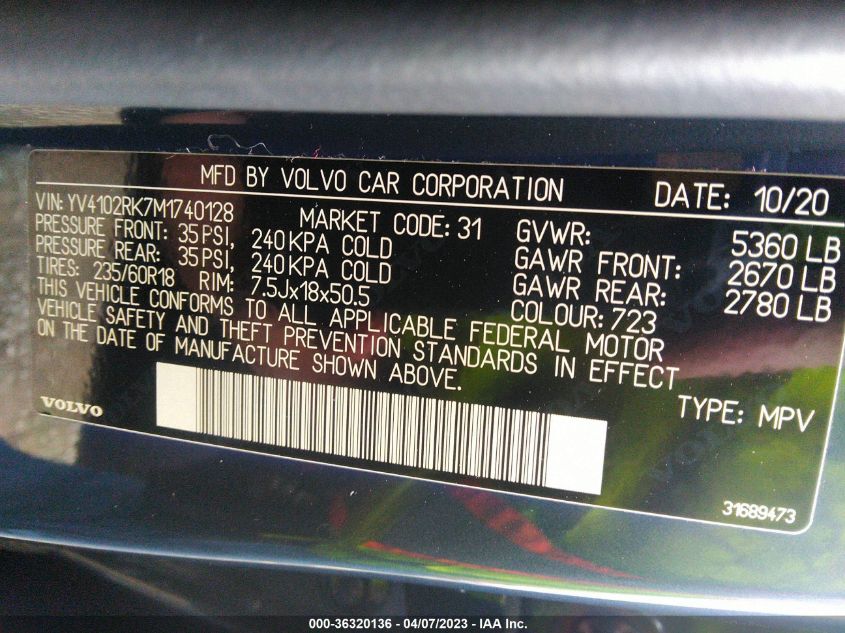 MFD BY VOLVO CAR CORPORATION DATE: 10/20
VIN: YV4102RK7M1740128 MARKET CODE: 31 GVWR: 5360 LB
PRESSURE FRONT: 35 PSI, 240 KPA COLD GAWR FRONT: 2670 LB
PRESSURE REAR: 35 PSI, 240 KPA COLD GAWR REAR: 2780 LB
TIRES: 235/60R18 RIM: 7.5Jx18x50.5 COLOUR: 723
THIS VEHICLE CONFORMS TO ALL APPLICABLE FEDERAL MOTOR
VEHICLE SAFETY AND THEFT PREVENTION STANDARDS IN EFFECT
ON THE DATE OF MANUFACTURE SHOWN ABOVE.
TYPE: MPV
VOLVO
31689473
000-36320136 - 04/07/2023 - IAA Inc.